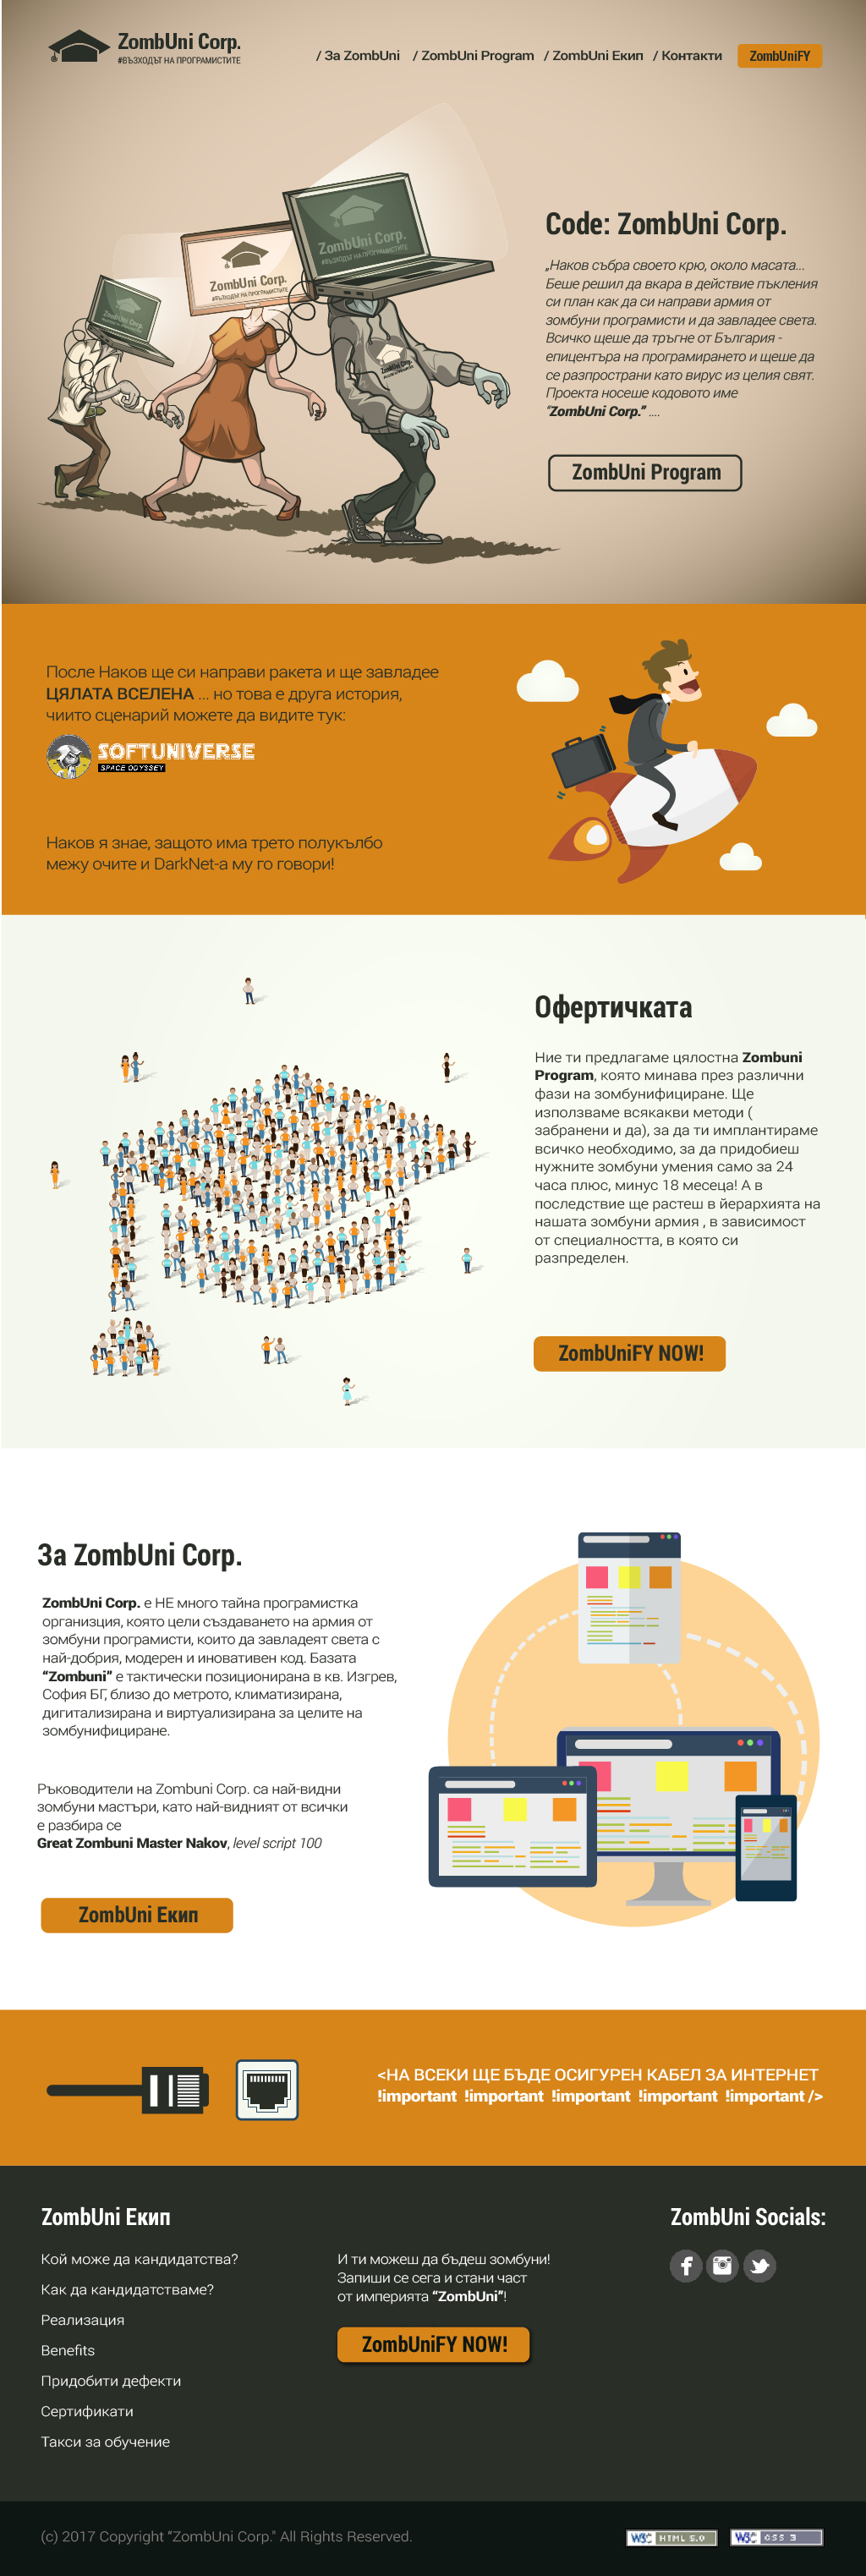 ZombUni Corp.
#ВЪЗХОДЪТ НА ПРОГРАМИСТИТЕ
/ За ZombUni / ZombUni Program / ZombUni Екип / Контакти ZombUniFY
ZombUni Corp.
#ВЪЗХОДЪТ НА ПРОГРАМИСТИТЕ
ZombUni Corp.
#ВЪЗХОДЪТ НА ПРОГРАМИСТИТЕ
ZombUni Corp.
ZombUni Corp.
Code: ZombUni Corp.
„Наков събра своето крю, около масата...
Беше решил да вкара в действие пъкления
си план как да си направи армия от
зомбуни програмисти и да завладее света.
Всичко щеше да тръгне от България -
епицентъра на програмирането и щеше да
се разпространи като вирус из целия свят.
Проекта носеше кодовото име
“ZombUni Corp.” ....
ZombUni Program
После Наков ще си направи ракета и ще завладее
ЦЯЛАТА ВСЕЛЕНА ... но това е друга история,
чиито сценарий можете да видите тук:
SOFTUNIVERSE
SPACE ODYSSEY
Наков я знае, защото има трето полукълбо
межу очите и DarkNet-а му го говори!
Офертичката
Ние ти предлагаме цялостна Zombuni
Program, която минава през различни
фази на зомбунифициране. Ще
използваме всякакви методи (
забранени и да), за да ти имплантираме
всичко необходимо, за да придобиеш
нужните зомбуни умения само за 24
часа плюс, минус 18 месеца! А в
последствие ще растеш в йерархията на
нашата зомбуни армия , в зависимост
от специалността, в която си
разпределен.
ZombUniFY NOW!
За ZombUni Corp.
ZombUni Corp. е НЕ много тайна програмистка
организция, която цели създаването на армия от
зомбуни програмисти, които да завладеят света с
най-добрия, модерен и иновативен код. Базата
“Zombuni” е тактически позиционирана в кв. Изгрев,
София БГ, близо до метрото, климатизирана,
дигитализирана и виртуализирана за целите на
зомбунифициране.
Ръководители на Zombuni Corp. са най-видни
зомбуни мастъри, като най-видният от всички
е разбира се
Great Zombuni Master Nakov, level script 100
ZombUni Екип
<НА ВСЕКИ ЩЕ БЪДЕ ОСИГУРЕН КАБЕЛ ЗА ИНТЕРНЕТ
!important !important !important !important !important />
ZombUni Екип
Кой може да кандидатства?
Как да кандидатстваме?
Реализация
Benefits
Придобити дефекти
Сертификати
Такси за обучение
И ти можеш да бъдеш зомбуни!
Запиши се сега и стани част
от империята “ZombUni”!
ZombUniFY NOW!
ZombUni Socials:
(c) 2017 Copyright “ZombUni Corp." All Rights Reserved.
W3C HTML 5.0
W3C CSS 3